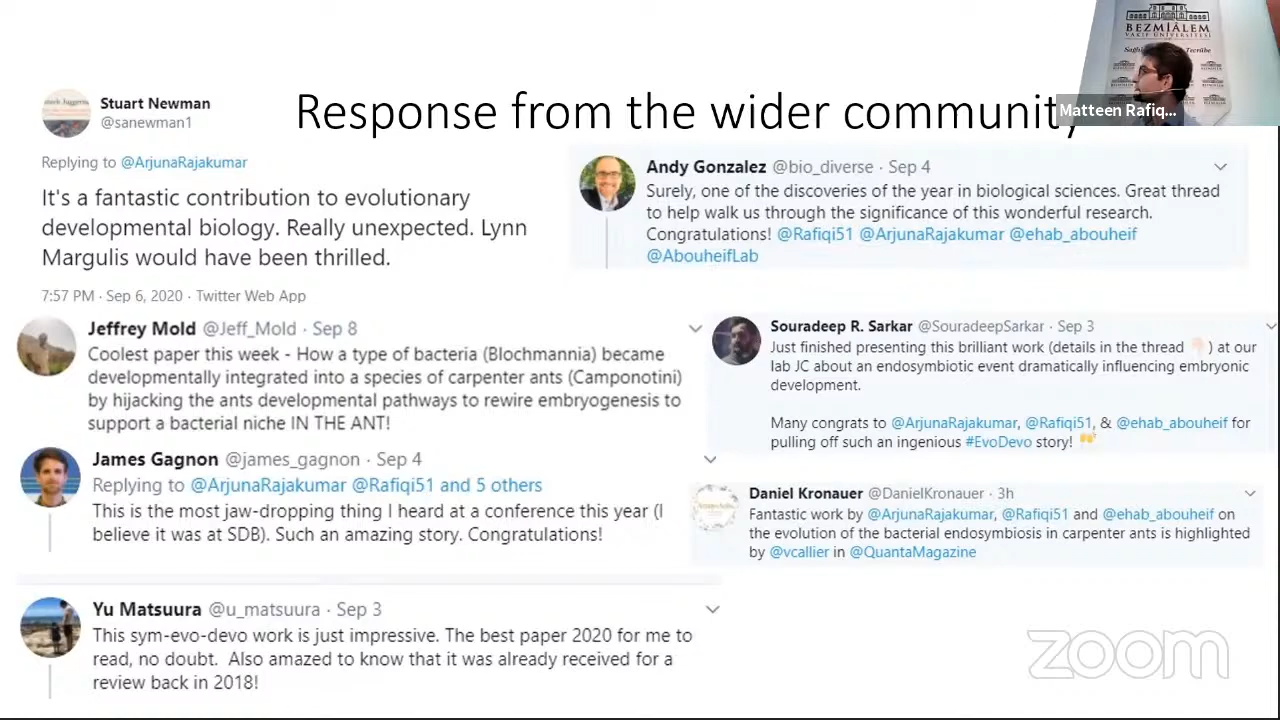 BEZMİÂLEM
VAKIF ÜNİVERSİTESİ
Matteen Rafiq...
Response from the wider community
Stuart Newman
@sanewman1
Replying to @ArjunaRajakumar
It's a fantastic contribution to evolutionary
developmental biology. Really unexpected. Lynn
Margulis would have been thrilled.
7:57 PM · Sep 6, 2020 · Twitter Web App
Andy Gonzalez @bio_diverse · Sep 4
Surely, one of the discoveries of the year in biological sciences. Great thread
to help walk us through the significance of this wonderful research.
Congratulations! @Rafiqi51 @ArjunaRajakumar @ehab_abouheif
@AbouheifLab
Jeffrey Mold @Jeff_Mold · Sep 8
Coolest paper this week - How a type of bacteria (Blochmannia) became
developmentally integrated into a species of carpenter ants (Camponotini)
by hijacking the ants developmental pathways to rewire embryogenesis to
support a bacterial niche IN THE ANT!
Souradeep R. Sarkar @SouradeepSarkar · Sep 3
Just finished presenting this brilliant work (details in the thread 👇🏻) at our
lab JC about an endosymbiotic event dramatically influencing embryonic
development.
Many congrats to @ArjunaRajakumar, @Rafiqi51, & @ehab_abouheif for
pulling off such an ingenious #EvoDevo story! 🙌
James Gagnon @james_gagnon · Sep 4
Replying to @ArjunaRajakumar @Rafiqi51 and 5 others
This is the most jaw-dropping thing I heard at a conference this year (I
believe it was at SDB). Such an amazing story. Congratulations!
Daniel Kronauer @DanielKronauer · 3h
Fantastic work by @ArjunaRajakumar, @Rafiqi51 and @ehab_abouheif on
the evolution of the bacterial endosymbiosis in carpenter ants is highlighted
by @vcallier in @QuantaMagazine
Yu Matsuura @u_matsuura · Sep 3
This sym-evo-devo work is just impressive. The best paper 2020 for me to
read, no doubt. Also amazed to know that it was already received for a
review back in 2018!
zoom